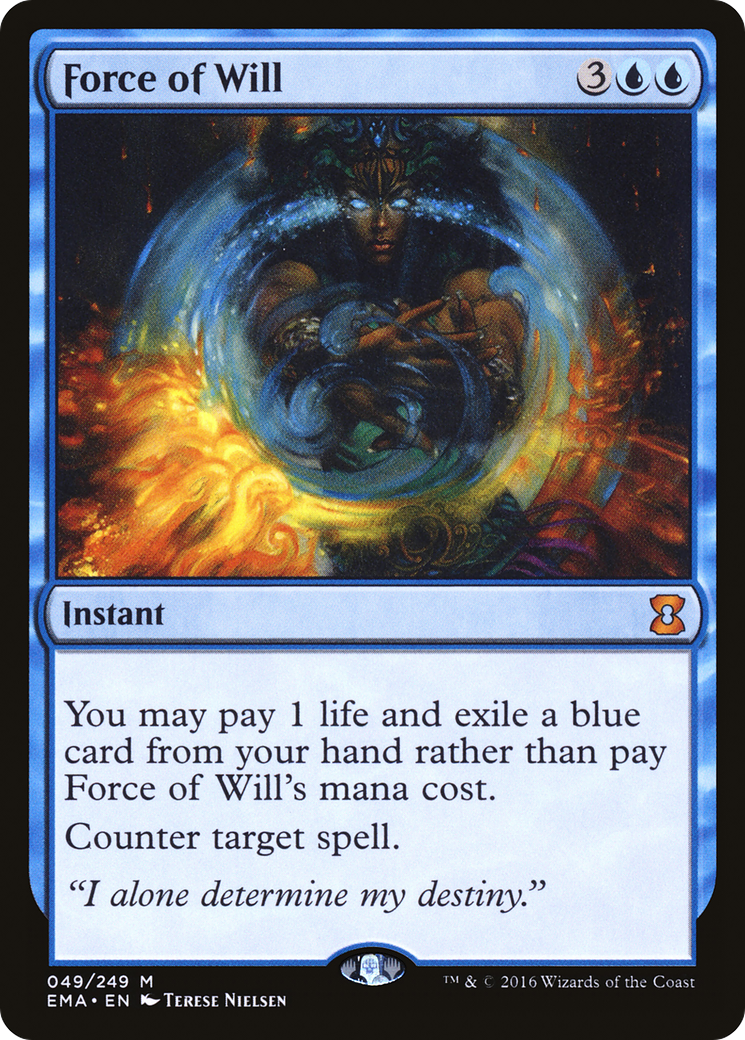 Force of Will 3
Instant
You may pay 1 life and exile a blue
card from your hand rather than pay
Force of Will's mana cost.
Counter target spell.
“I alone determine my destiny.”
049/249 M
EMA • EN Terese Nielsen
™ & © 2016 Wizards of the Coast